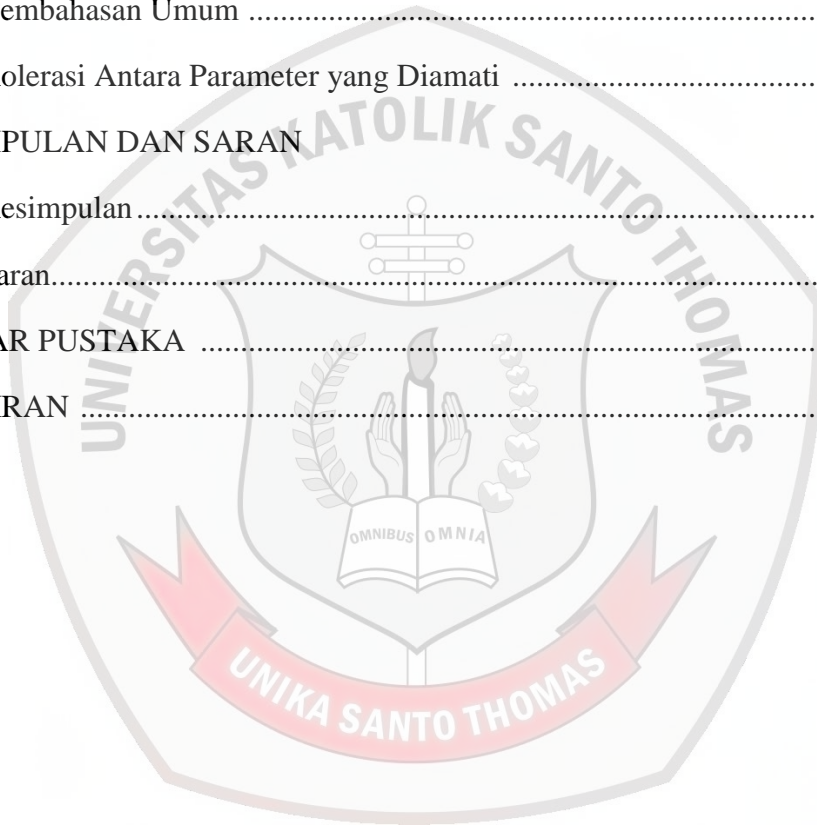 embahasan Umum ........................................................................
olerasi Antara Parameter yang Diamati ......................................
PULAN DAN SARAN
esimpulan.....................................................................................
aran................................................................................................
AR PUSTAKA ..............................................................................
RAN ..............................................................................................
UNIVERSITAS KATOLIK SANTO THOMAS
OMNIBUS OMNIA
UNIKA SANTO THOMAS